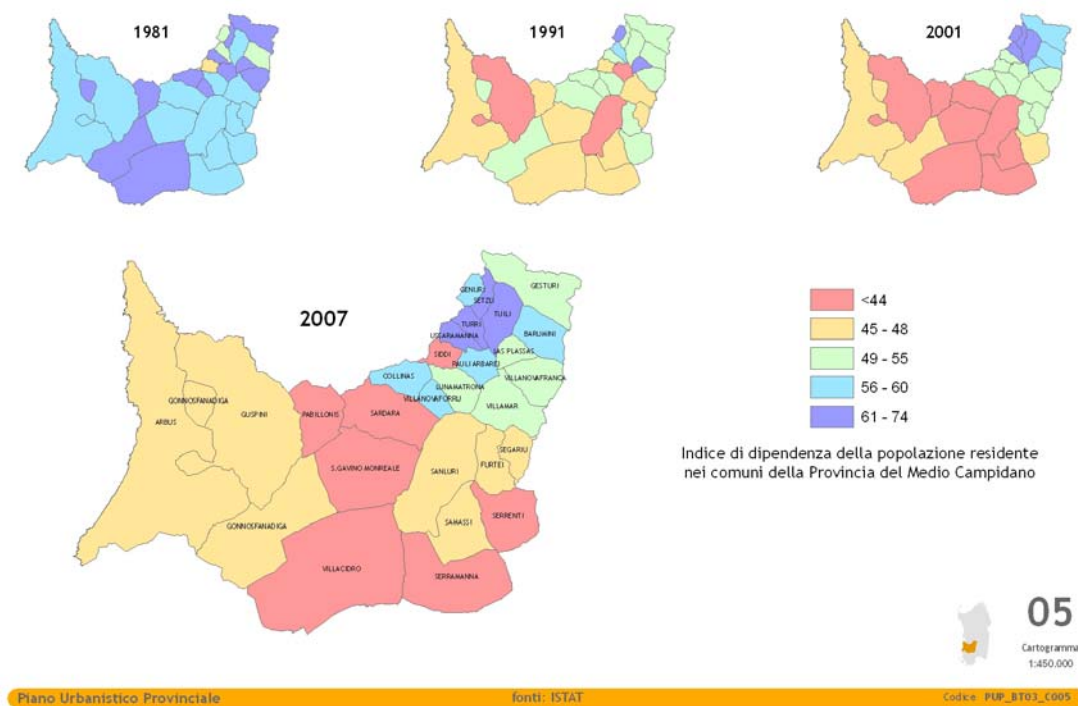 1981
1991
2001
2007
GENURI
SETZU
GESTURI
TUILI
TURRI
USSARAMANNA
BARUMINI
SIDDI
LAS PLASSAS
PAULI ARBAREI
COLLINAS
VILLANOVAFRANCA
LUNAMATRONA
VILLANOVAFORRU
VILLAMAR
GONNOSFANADIGA
ARBUS
GUSPINI
PABILLONIS
SARDARA
SEGARIU
S.GAVINO MONREALE
SANLURI
FURTEI
GONNOSFANADIGA
SAMASSI
SERRENTI
VILLACIDRO
SERRAMANNA
<44
45 - 48
49 - 55
56 - 60
61 - 74
Indice di dipendenza della popolazione residente
nei comuni della Provincia del Medio Campidano
05
Cartogramma
1:450.000
Piano Urbanistico Provinciale
fonti: ISTAT
Codice PUP_BT03_C005